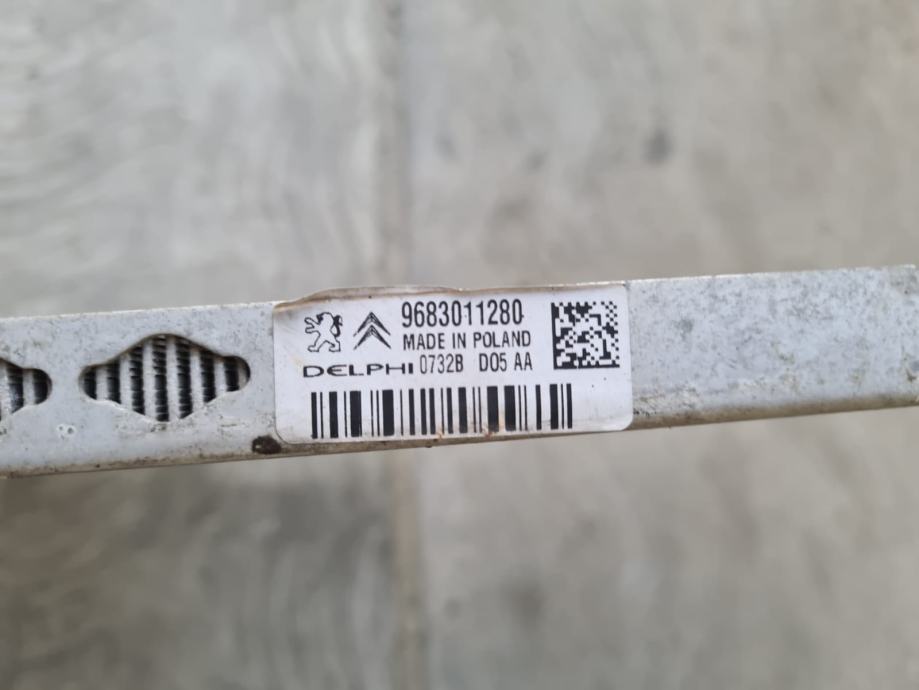 9683011280
MADE IN POLAND
DELPHI 0732B D05 AA